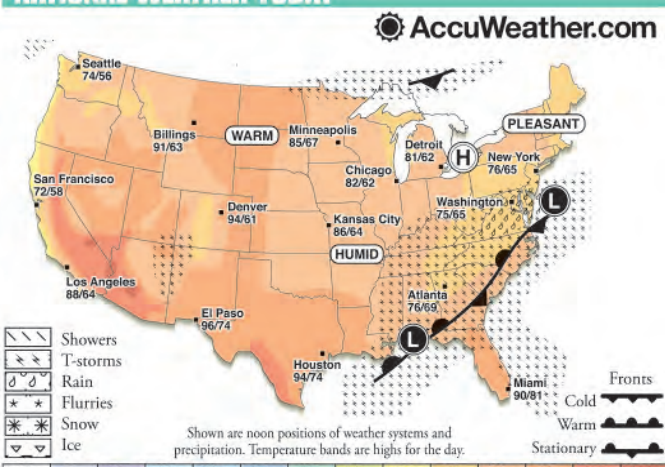 NATIONAL WEATHER TODAY
AccuWeather.com
Seattle
74/56
PLEASANT
Billings
91/63
WARM
Minneapolis
85/67
Detroit
81/62
H
New York
76/65
Chicago
82/62
San Francisco
72/58
Denver
94/61
Kansas City
86/64
Washington
75/65
L
HUMID
Los Angeles
88/64
Atlanta
76/69
El Paso
96/74
L
Houston
94/74
Miami
90/81
Showers
T-storms
Rain
Flurries
Snow
Ice
Shown are noon positions of weather systems and
precipitation. Temperature bands are highs for the day.
Fronts
Cold
Warm
Stationary